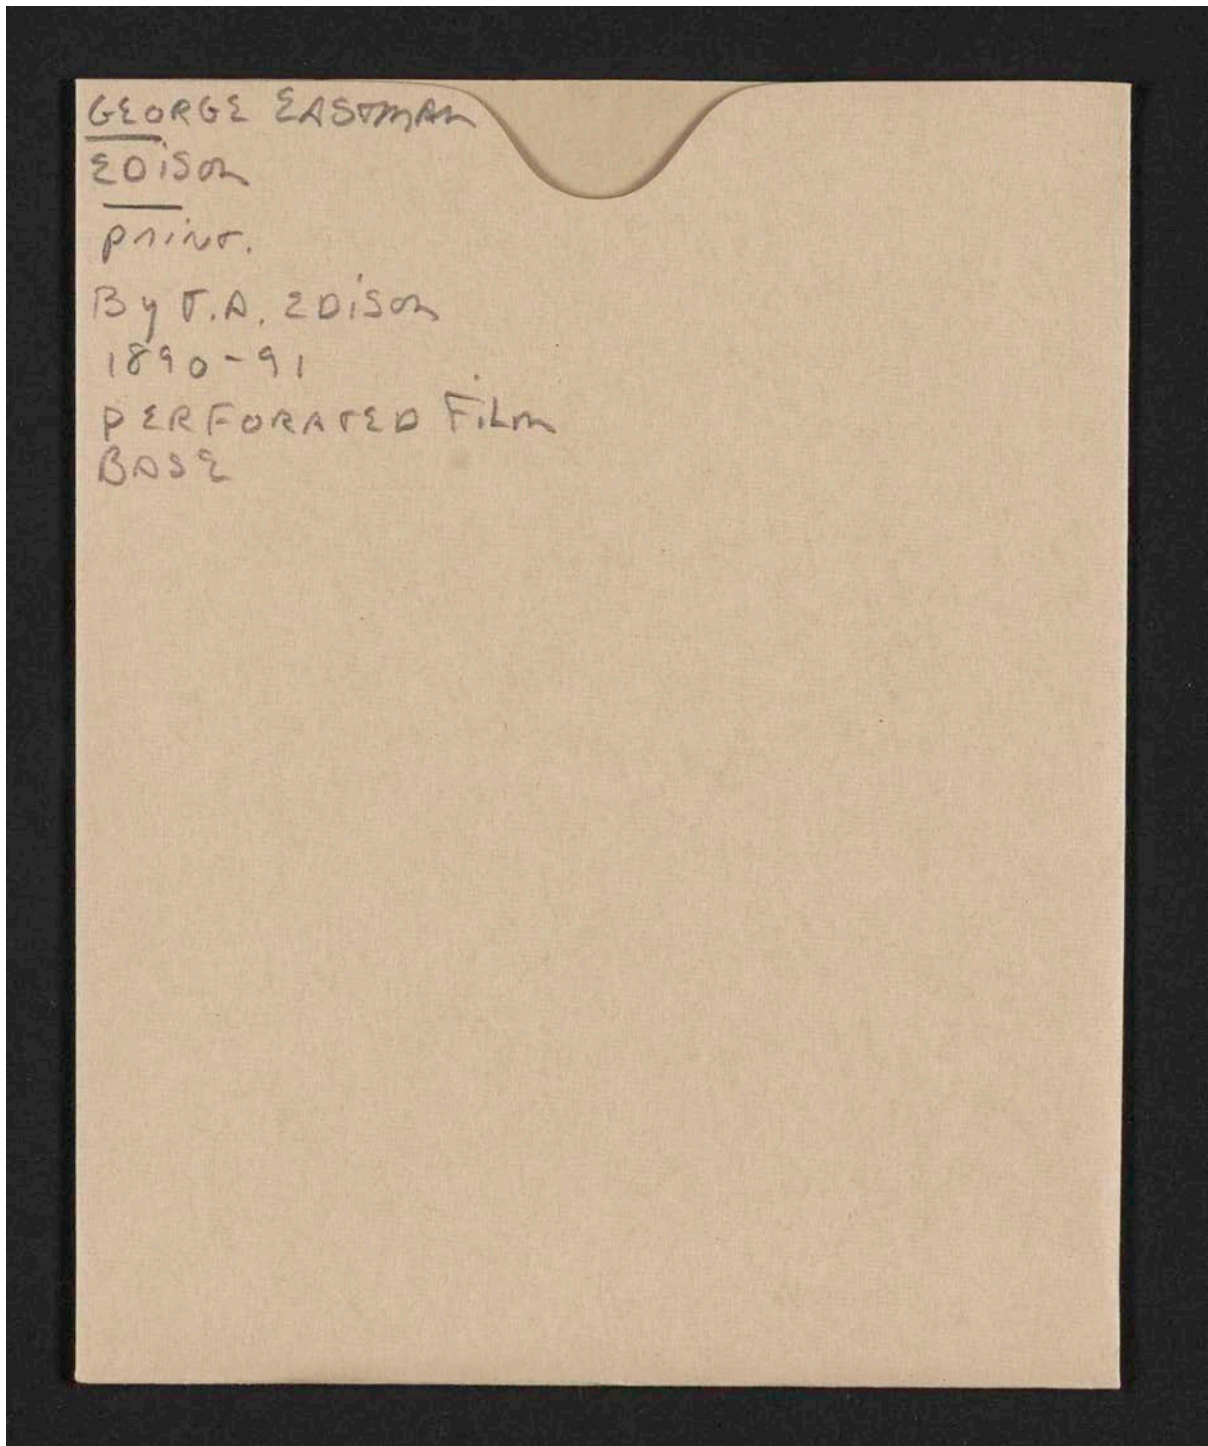 GEORGE EASTMAN
EDiSON
PRiNT.
By T.A. EDiSON
1890-91
PERFORATED FiLM
BASE